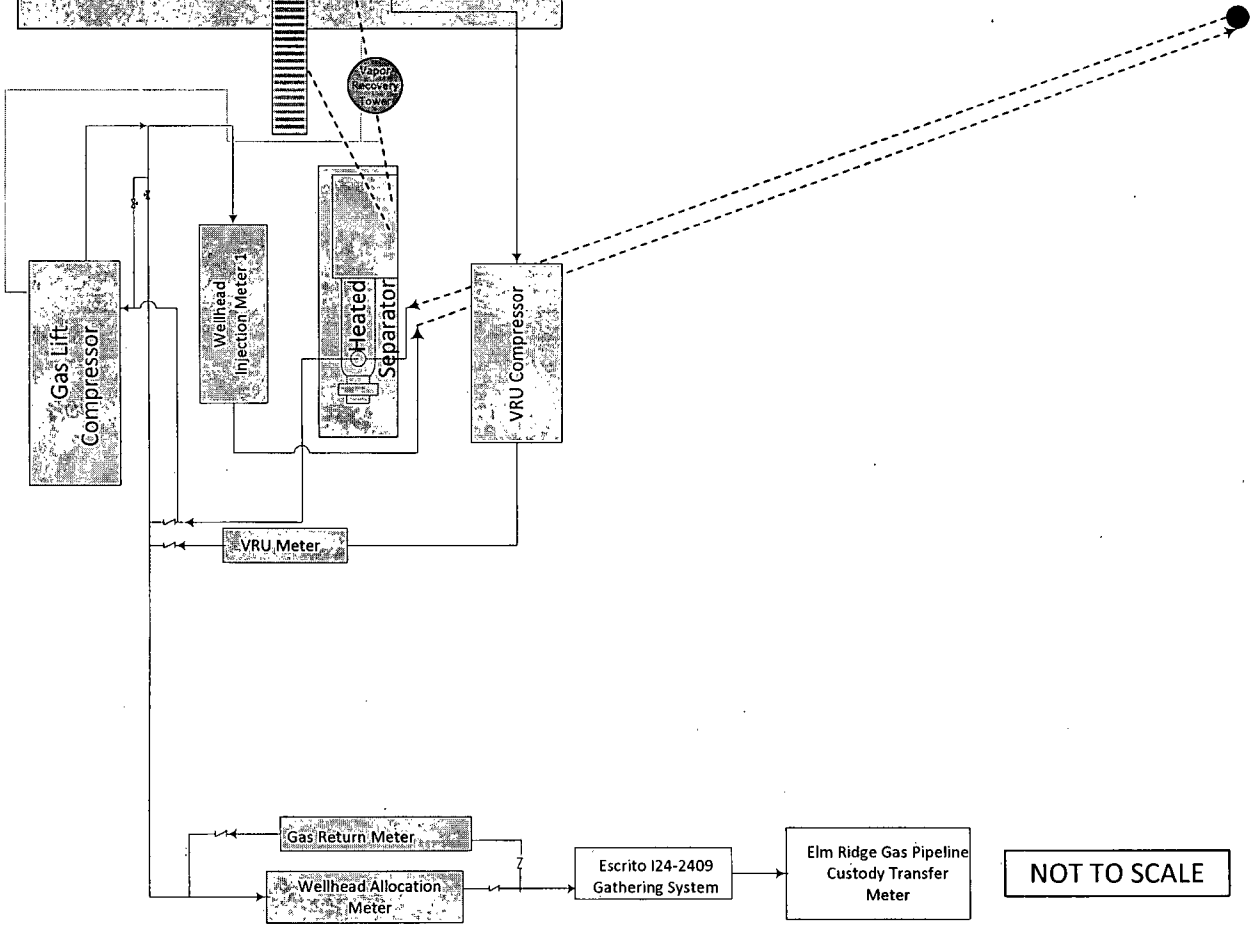 Vapor
Recovery
Tower
Wellhead
Injection Meter 1
Heated
Separator
Gas Lift
Compressor
VRU Compressor
VRU Meter
Gas Return Meter
Wellhead Allocation
Meter
Escrito I24-2409
Gathering System
Elm Ridge Gas Pipeline
Custody Transfer
Meter
NOT TO SCALE